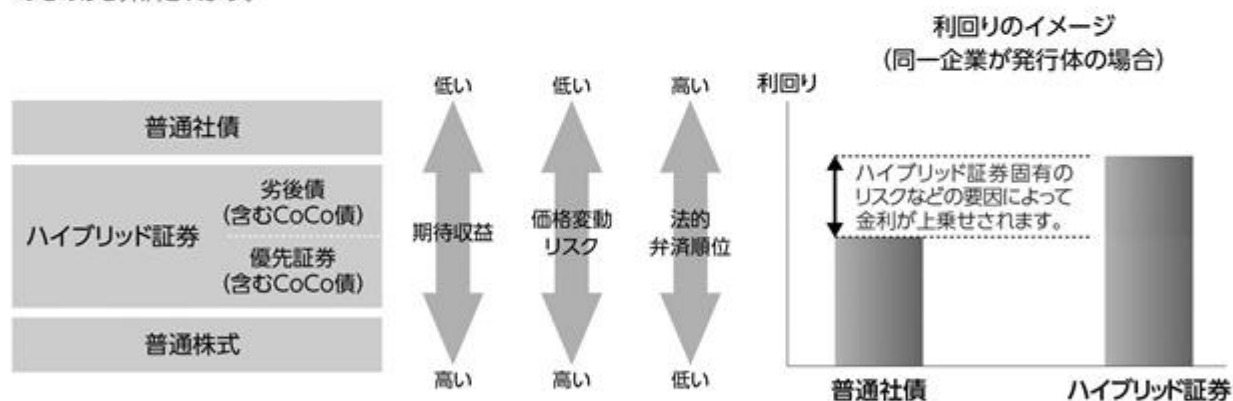 利回りのイメージ
（同一企業が発行体の場合）
低い
低い
高い
利回り
普通社債
ハイブリッド証券
劣後債
（含むCoCo債）
優先証券
（含むCoCo債）
普通株式
期待収益
価格変動
リスク
法的
弁済順位
高い
高い
低い
ハイブリッド証券固有の
リスクなどの要因によって
金利が上乗せされます。
普通社債
ハイブリッド証券